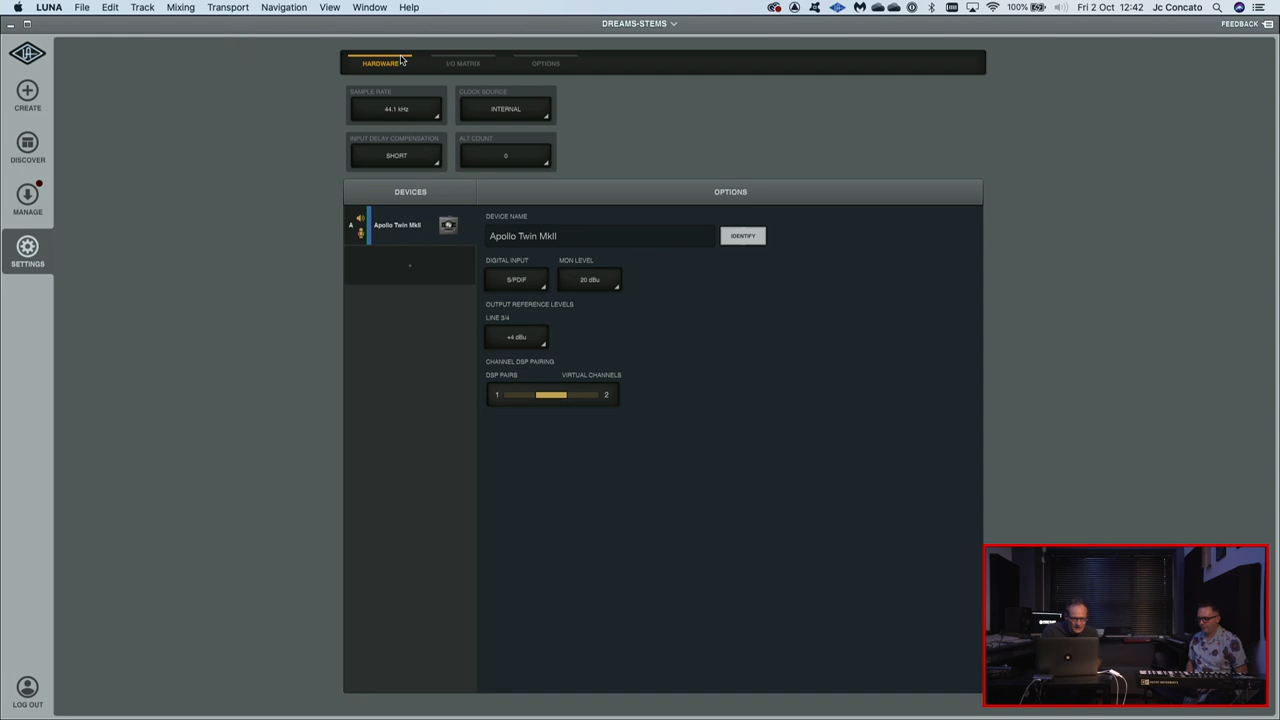 LUNA File Edit Track Mixing Transport Navigation View Window Help 100% Fri 2 Oct 12:42 Jc Concato
DREAMS-STEMS
FEEDBACK
CREATE
DISCOVER
MANAGE
SETTINGS
LOG OUT
HARDWARE I/O MATRIX OPTIONS
SAMPLE RATE CLOCK SOURCE
44.1 kHz INTERNAL
INPUT DELAY COMPENSATION ALT COUNT
SHORT 0
DEVICES OPTIONS
A Apollo Twin MkII
DEVICE NAME
Apollo Twin MkII IDENTIFY
DIGITAL INPUT MON LEVEL
S/PDIF 20 dBu
OUTPUT REFERENCE LEVELS
LINE 3/4
+4 dBu
CHANNEL DSP PAIRING
DSP PAIRS VIRTUAL CHANNELS
1 2